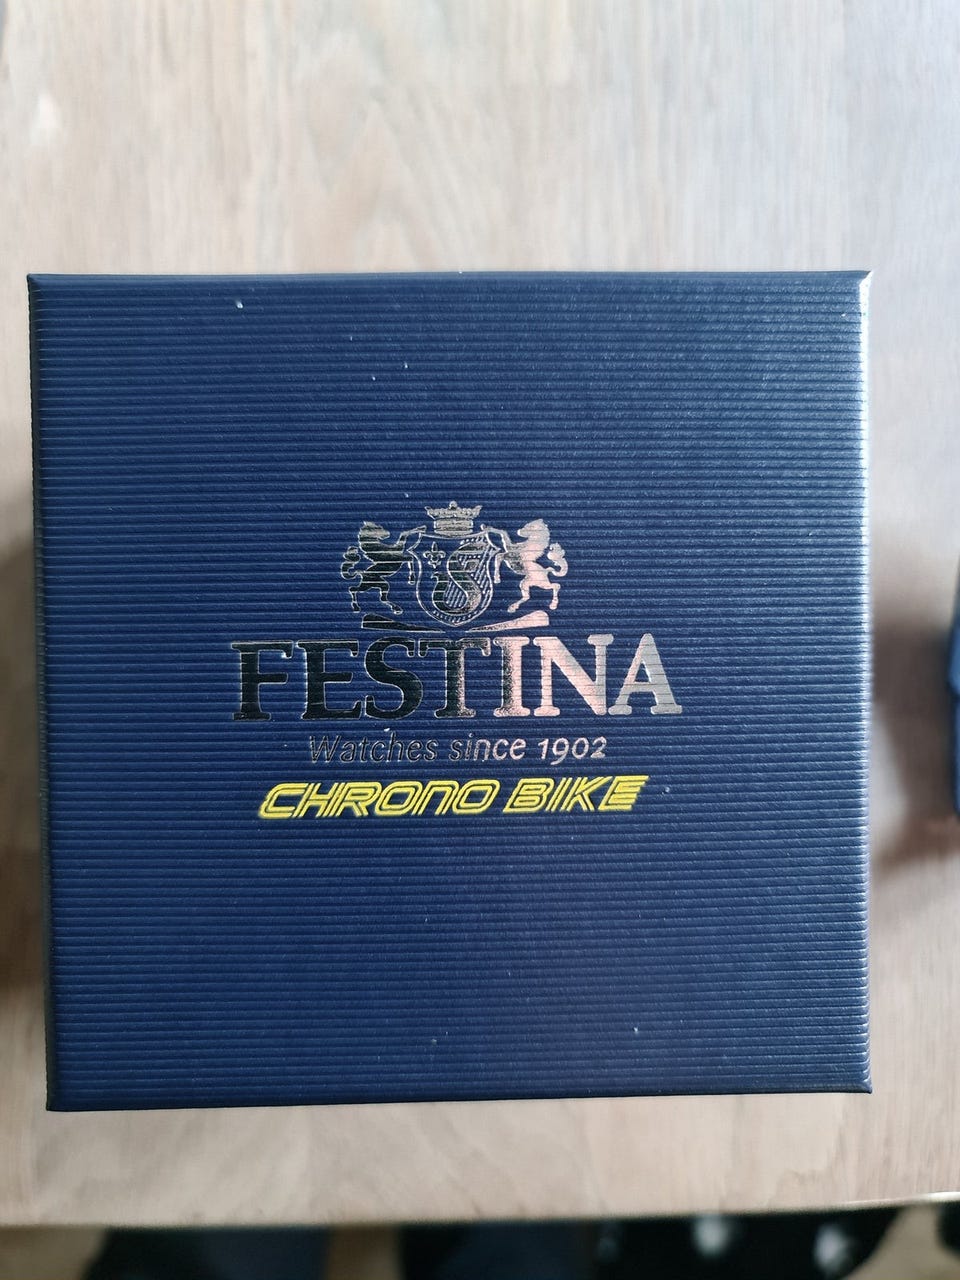 FESTINA
Watches since 1902
CHRONO BIKE